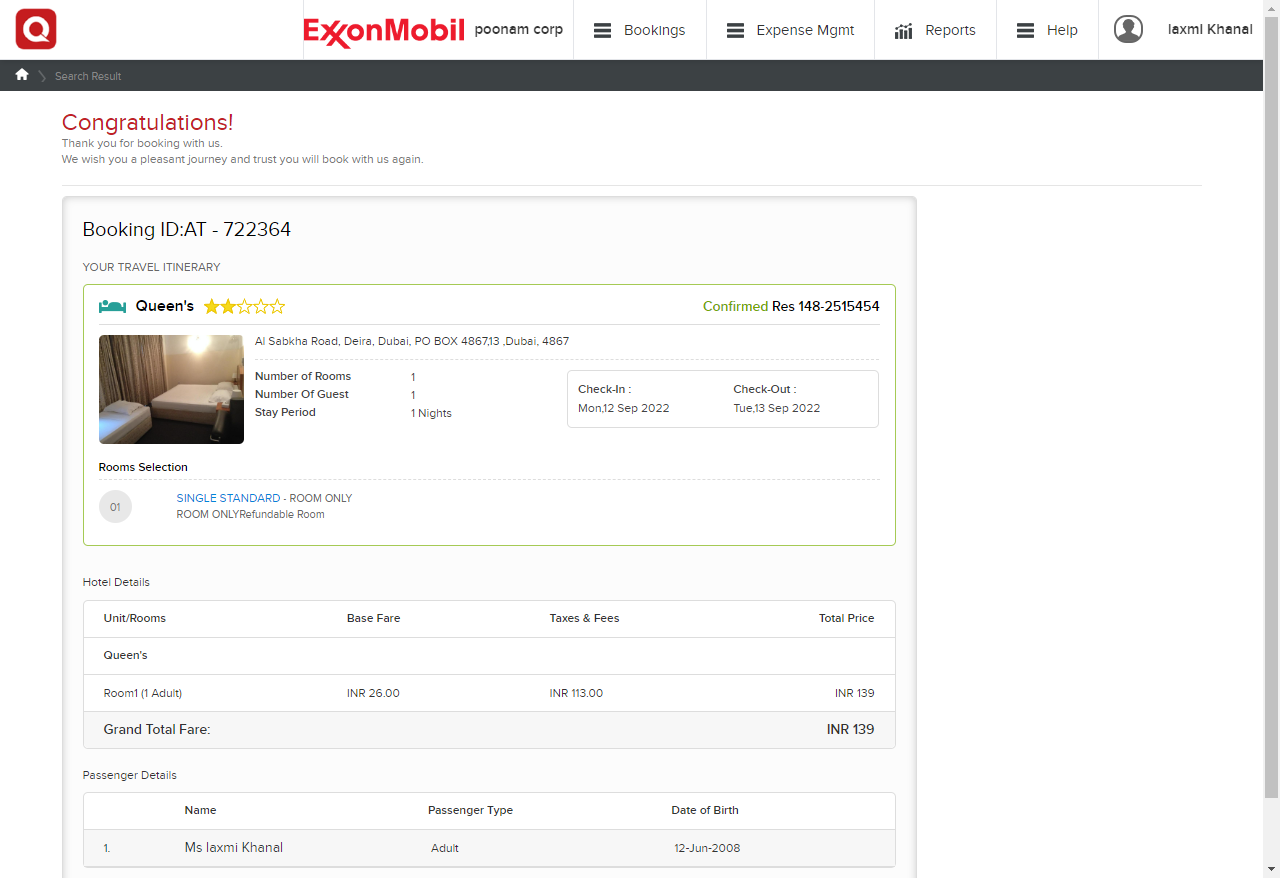 Q
ExxonMobil poonam corp Bookings Expense Mgmt Reports Help laxmi Khanal
Search Result
Congratulations!
Thank you for booking with us.
We wish you a pleasant journey and trust you will book with us again.
Booking ID:AT - 722364
YOUR TRAVEL ITINERARY
Queen's Confirmed Res 148-2515454
Al Sabkha Road, Deira, Dubai, PO BOX 4867,13 ,Dubai, 4867
Number of Rooms 1
Number Of Guest 1
Stay Period 1 Nights
Check-In : Check-Out :
Mon,12 Sep 2022 Tue,13 Sep 2022
Rooms Selection
01 SINGLE STANDARD - ROOM ONLY
ROOM ONLYRefundable Room
Hotel Details
Unit/Rooms Base Fare Taxes & Fees Total Price
Queen's
Room1 (1 Adult) INR 26.00 INR 113.00 INR 139
Grand Total Fare: INR 139
Passenger Details
Name Passenger Type Date of Birth
1. Ms laxmi Khanal Adult 12-Jun-2008